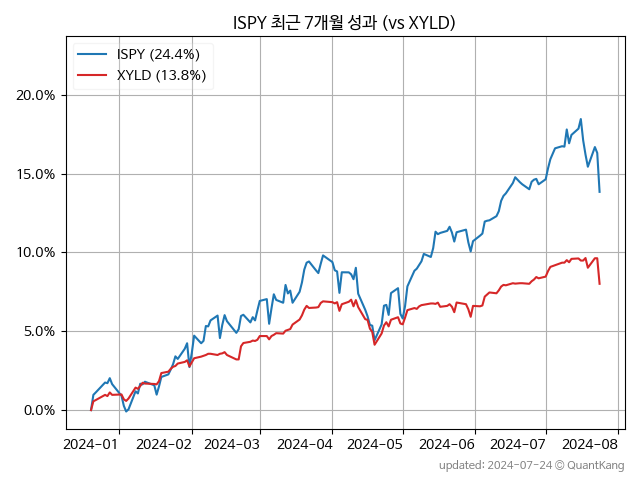 ISPY 최근 7개월 성과 (vs XYLD)
ISPY (24.4%)
XYLD (13.8%)
20.0%
15.0%
10.0%
5.0%
0.0%
2024-01 2024-02 2024-03 2024-04 2024-05 2024-06 2024-07 2024-08
updated: 2024-07-24 © QuantKang